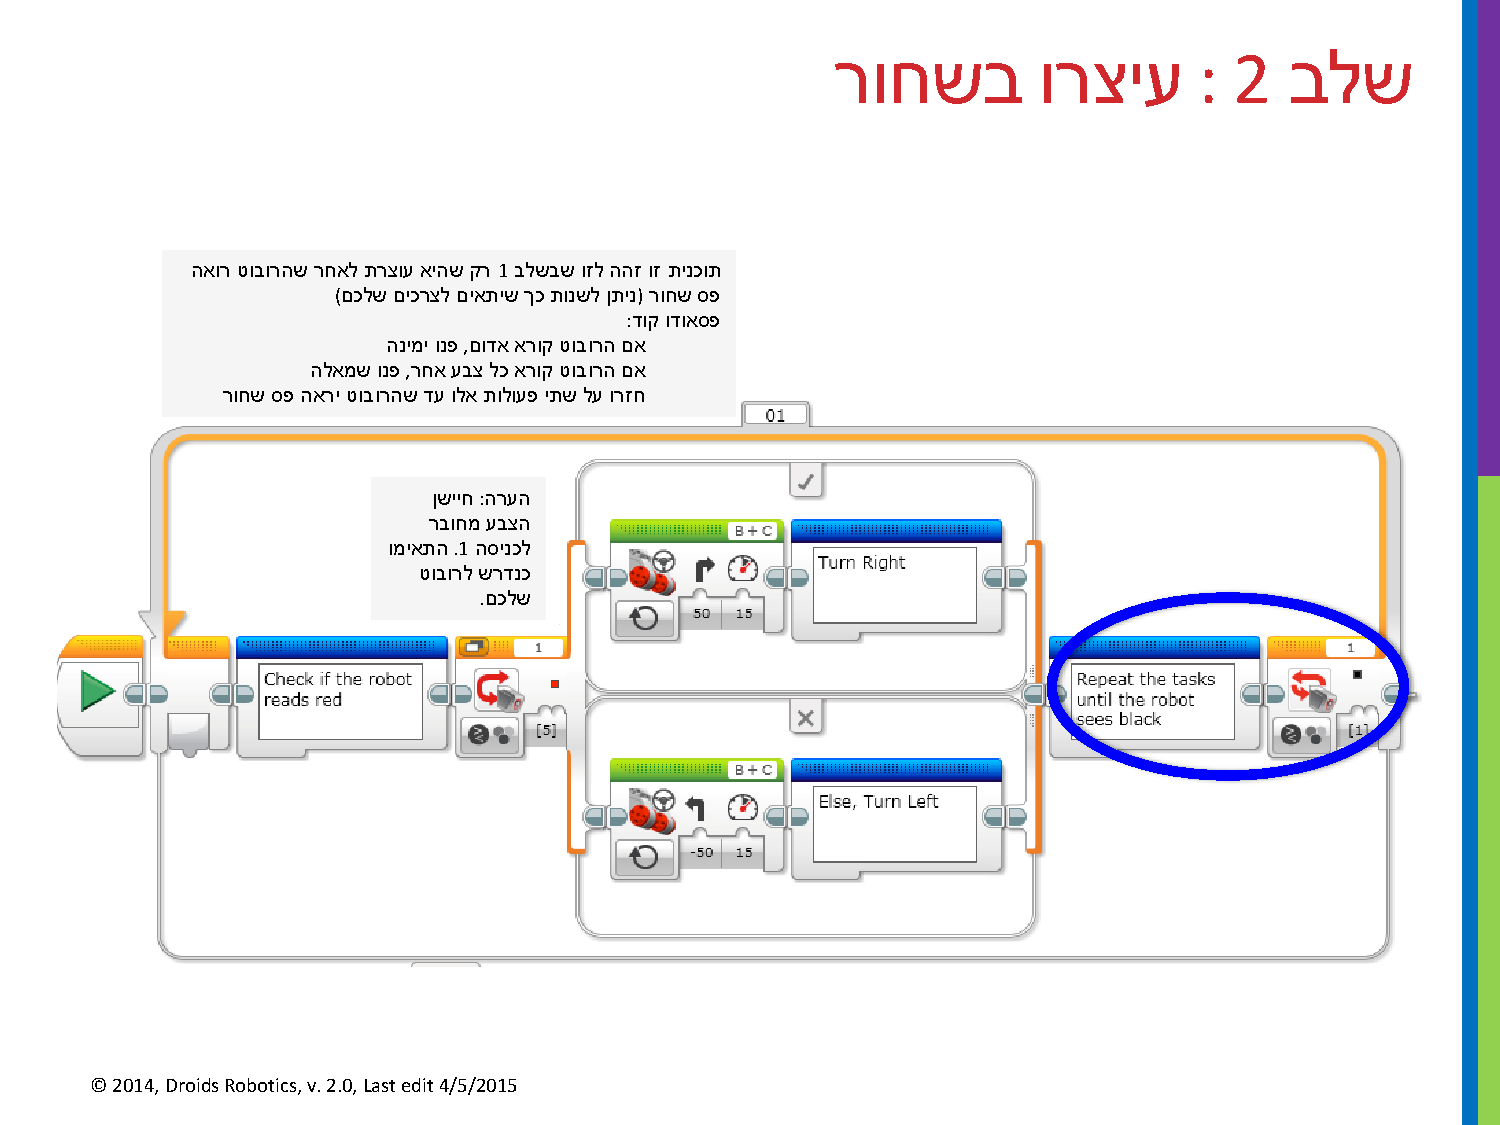 שלב 2 : עיצרו בשחור
תוכנית זו זהה לזו שבשלב 1 רק שהיא עוצרת לאחר שהרובוט רואה
פס שחור (ניתן לשנות כך שיתאים לצרכים שלכם)
פסאודו קוד:
אם הרובוט קורא אדום, פנו ימינה
אם הרובוט קורא כל צבע אחר, פנו שמאלה
חזרו על שתי פעולות אלו עד שהרובוט יראה פס שחור
01
הערה: חיישן
הצבע מחובר
לכניסה 1. התאימו
כנדרש לרובוט
שלכם.
B + C
Turn Right
50 15
1
Check if the robot
reads red
[5]
B + C
Else, Turn Left
-50 15
1
Repeat the tasks
until the robot
sees black
[1]
© 2014, Droids Robotics, v. 2.0, Last edit 4/5/2015